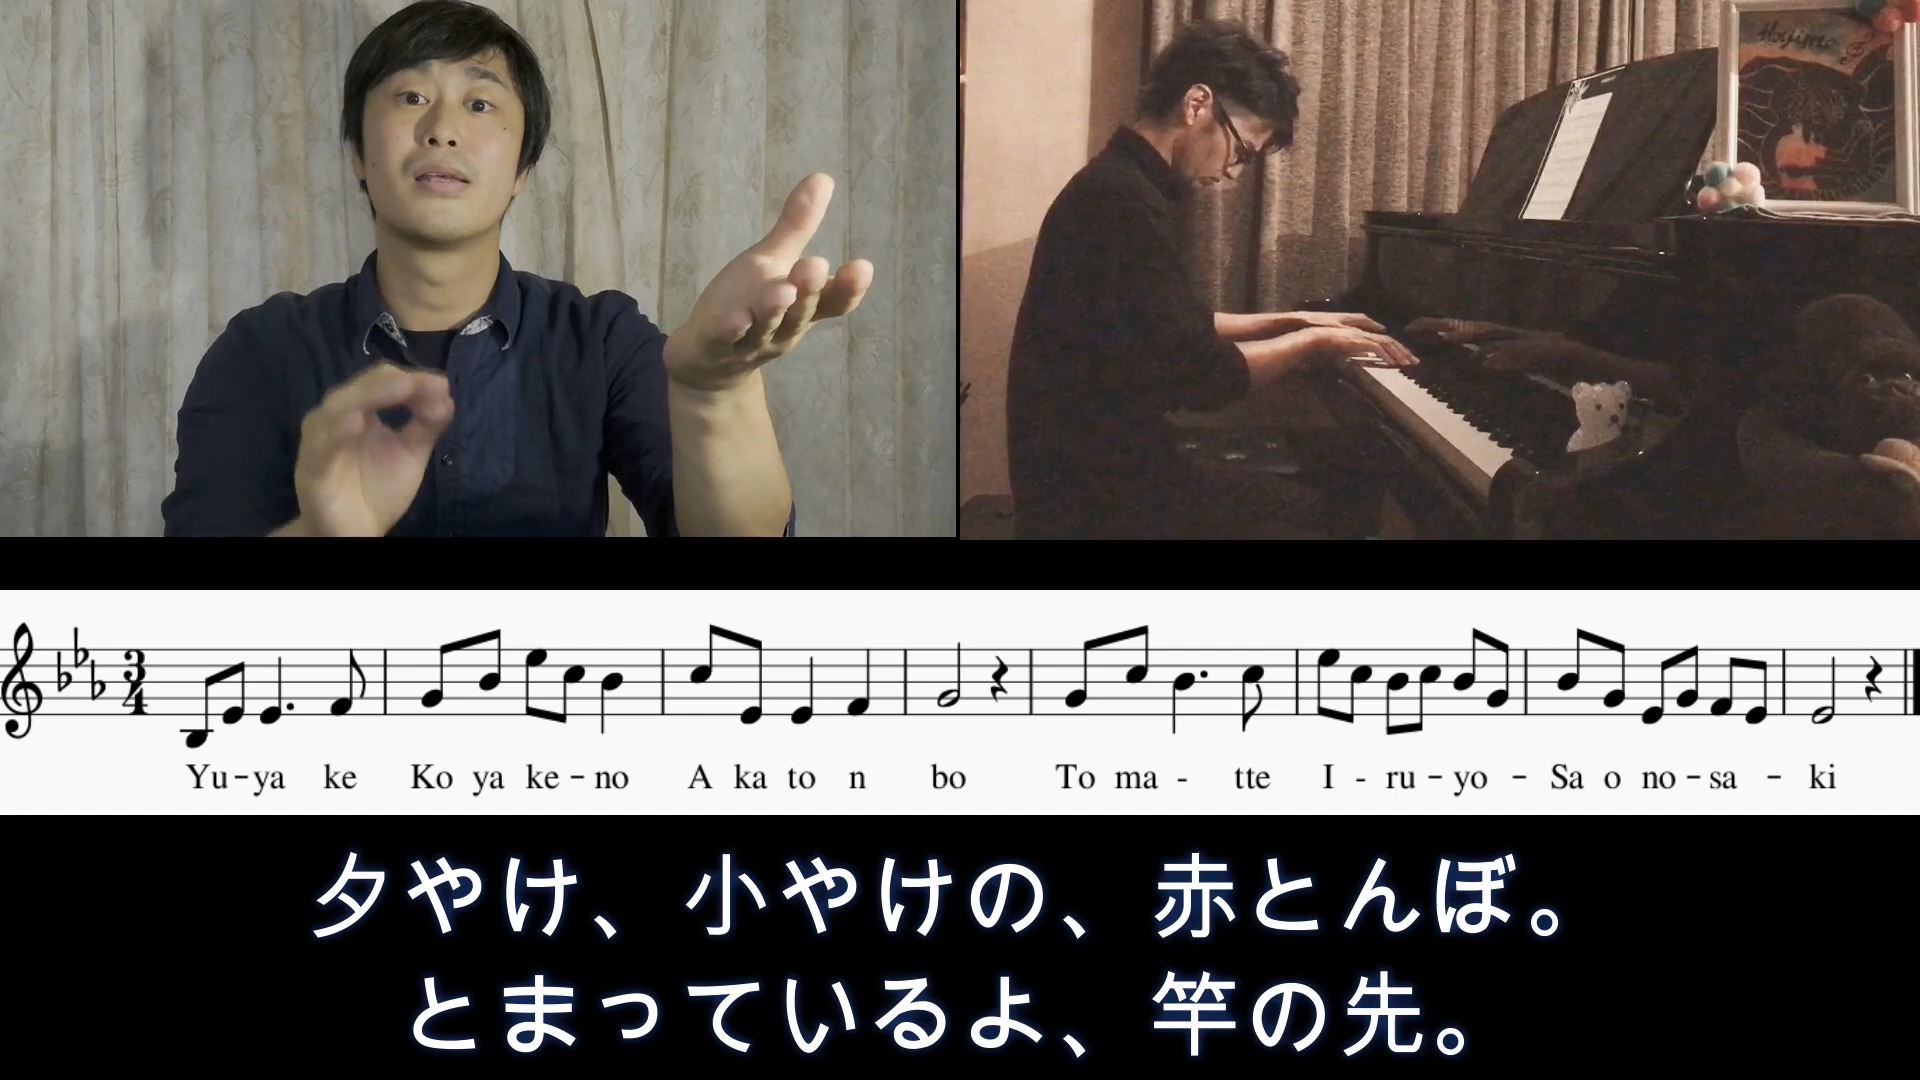 Hajime
3
4
Yu-ya ke Ko ya ke-no A ka to n bo To ma - tte I - ru-yo - Sa o no-sa - ki
夕やけ、小やけの、赤とんぼ。
とまっているよ、竿の先。